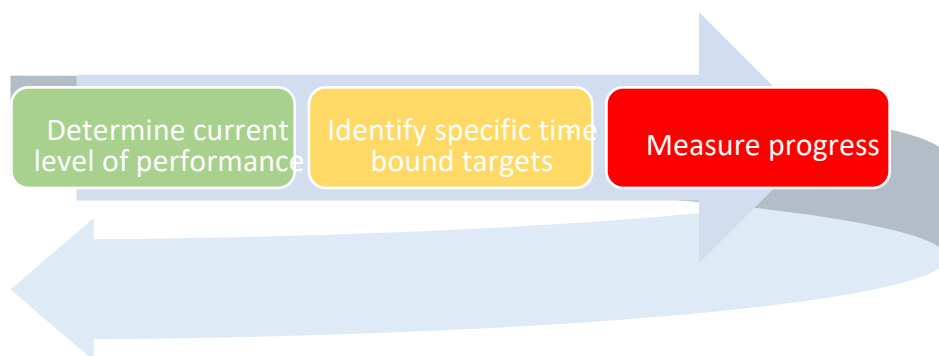 Determine current
level of performance
Identify specific time-
bound targets
Measure progress